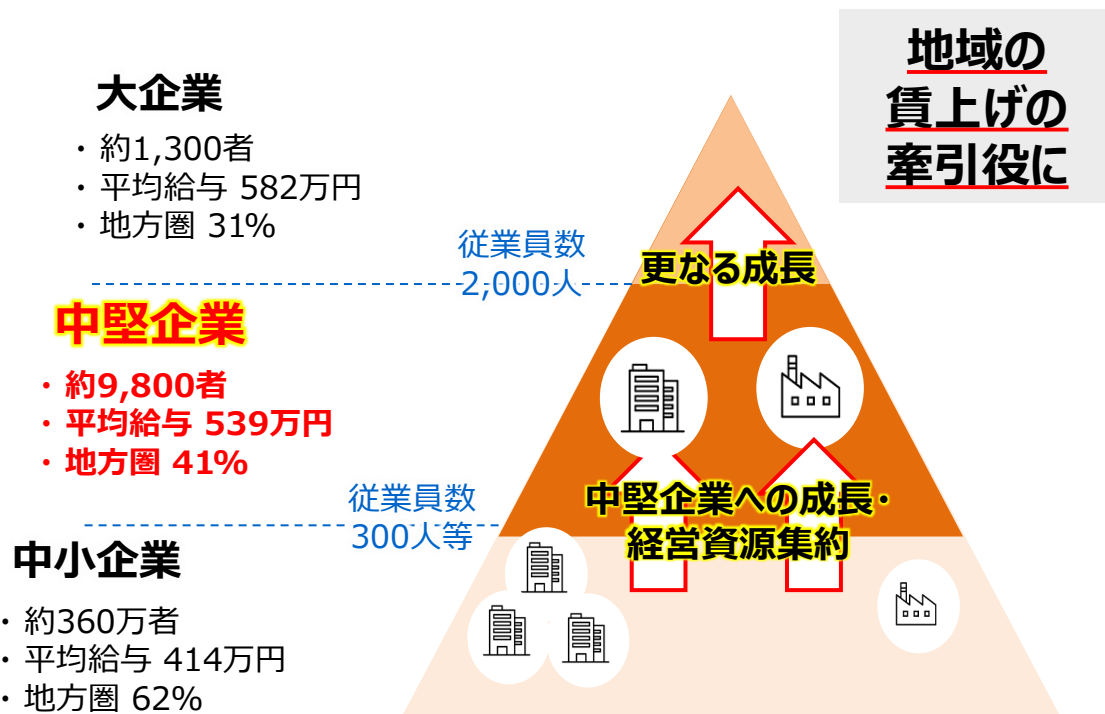 地域の
賃上げの
牽引役に
大企業
・約1,300者
・平均給与 582万円
・地方圏 31%
従業員数
2,000人
更なる成長
中堅企業
・約9,800者
・平均給与 539万円
・地方圏 41%
従業員数
300人等
中堅企業への成長・
経営資源集約
中小企業
・約360万者
・平均給与 414万円
・地方圏 62%